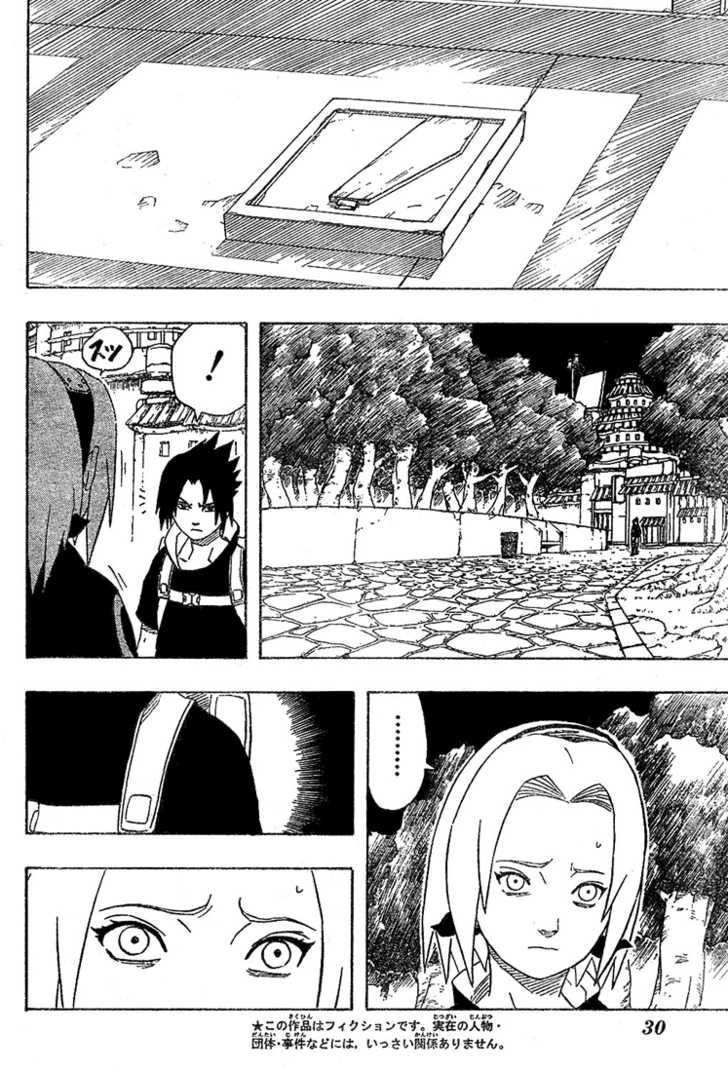 ！
スッ
………
★この作品はフィクションです。実在の人物・
団体・事件などには，いっさい関係ありません。
30